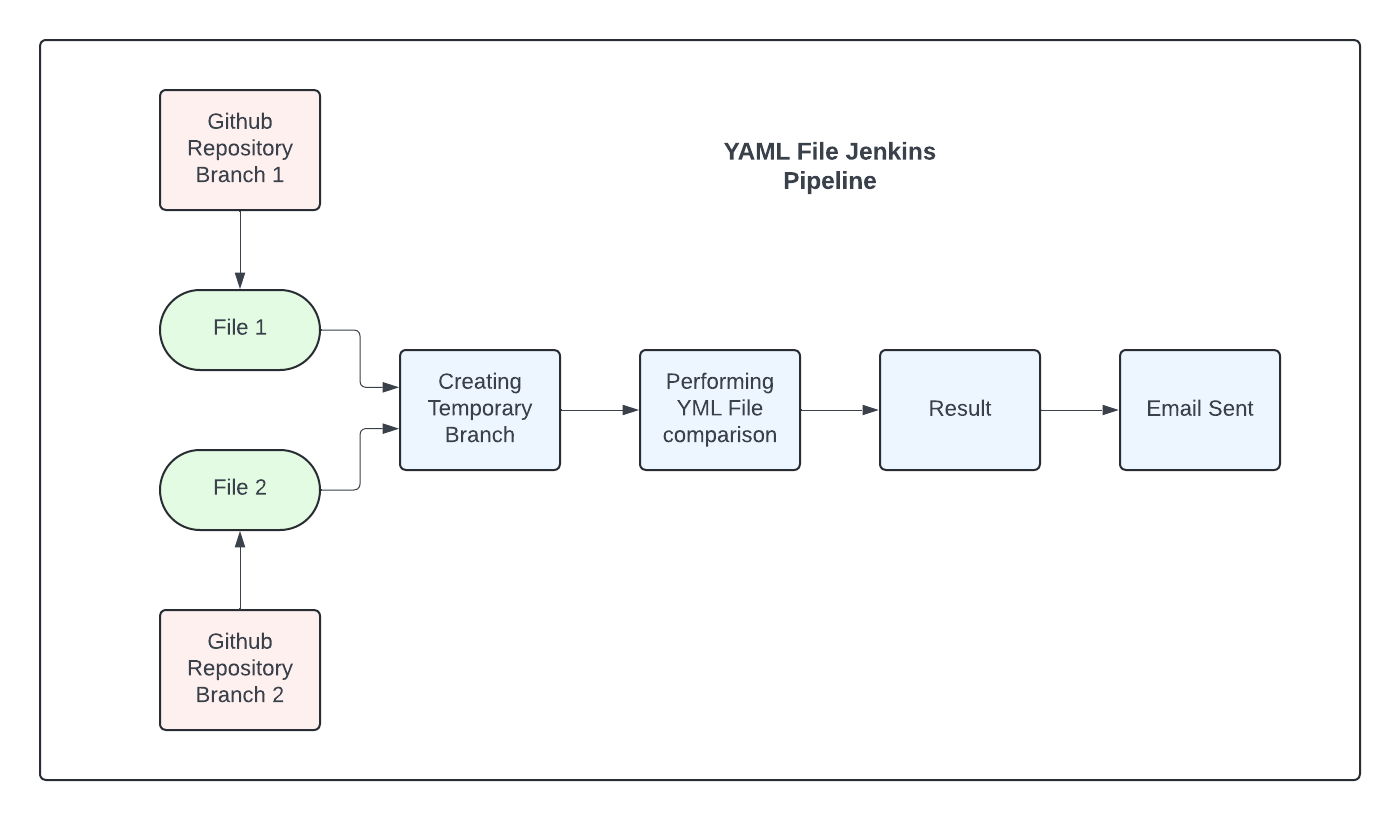 Github
Repository
Branch 1
YAML File Jenkins
Pipeline
File 1
Creating
Temporary
Branch
Performing
YML File
comparison
Result
Email Sent
File 2
Github
Repository
Branch 2